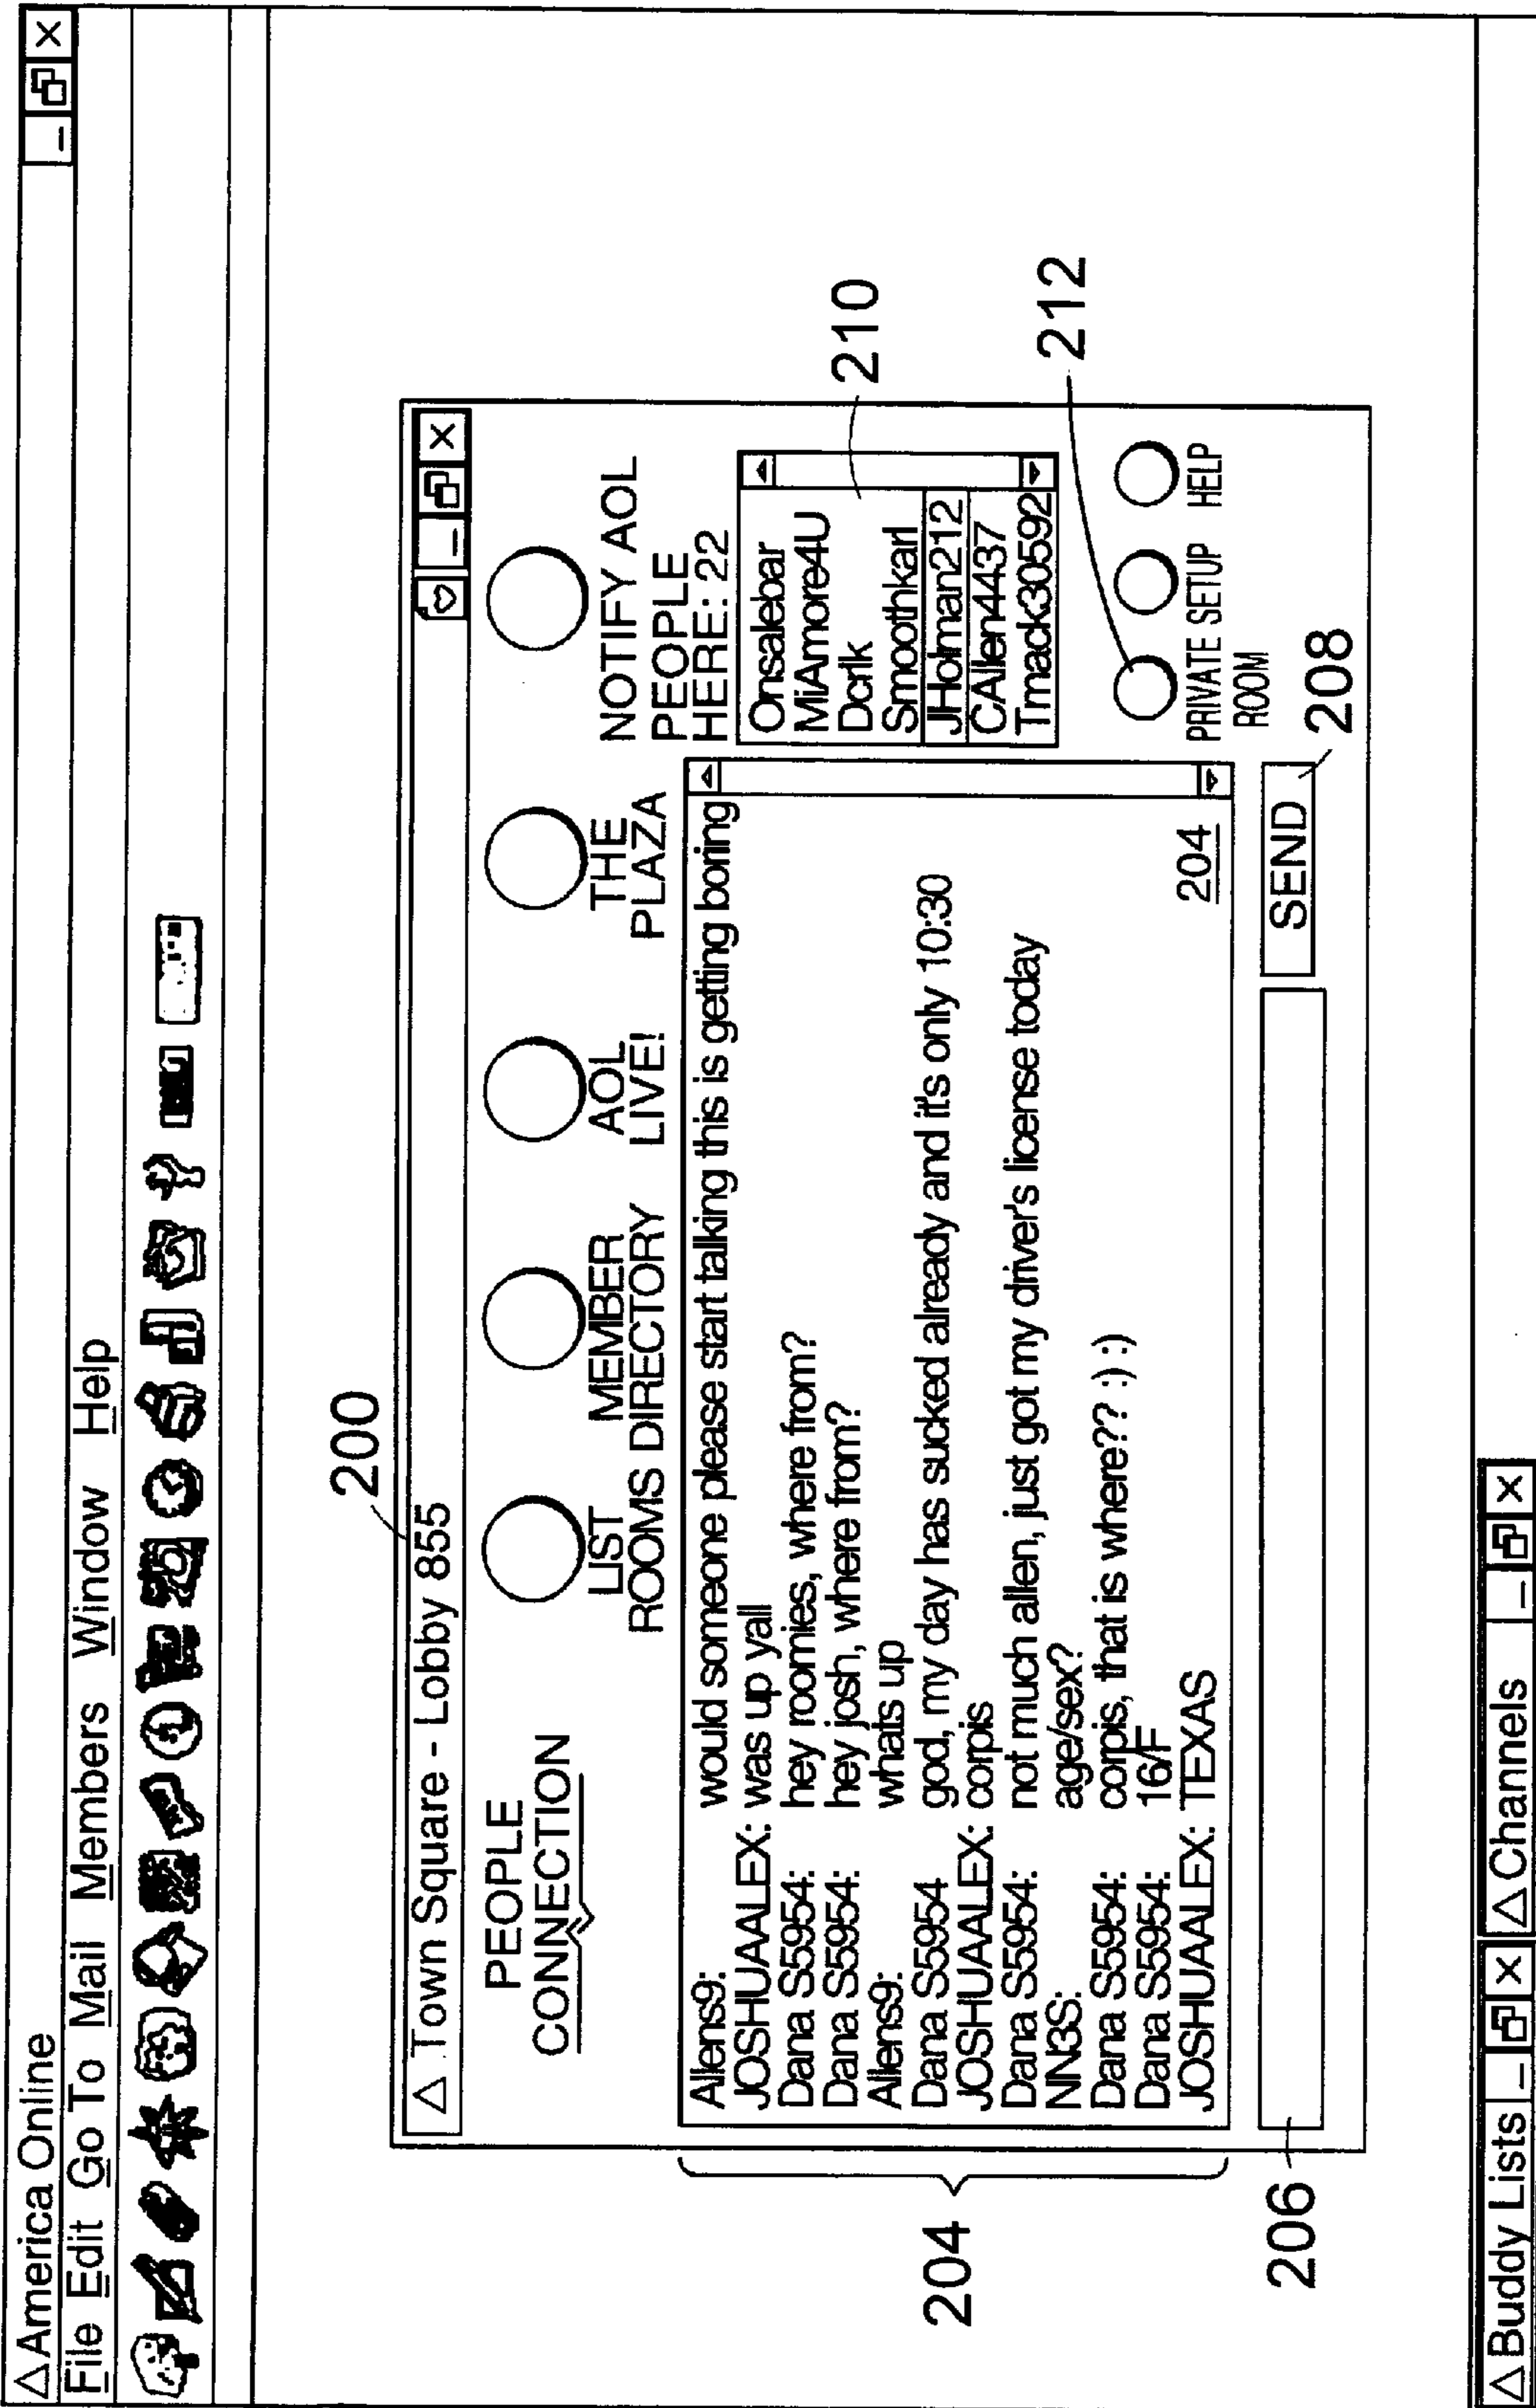 America Online
File Edit Go To Mail Members Window Help
200
Town Square - Lobby 855
PEOPLE
CONNECTION
LIST
ROOMS
MEMBER
DIRECTORY
AOL
LIVE!
THE
PLAZA
NOTIFY AOL
PEOPLE
HERE: 22
Allens9: would someone please start talking this is getting boring
JOSHUAALEX: was up yall
Dana S5954: hey roomies, where from?
Dana S5954: hey josh, where from?
Allens9: whats up
Dana S5954 god, my day has sucked already and it's only 10:30
JOSHUAALEX: corpis
Dana S5954: not much allen, just got my driver's license today
NN3S: age/sex?
Dana S5954: corpis, that is where?? :) :)
Dana S5954: 16/F
JOSHUAALEX: TEXAS
204
204
Onsalebar
MiAmore4U
Dcrlk
Smoothkarl
JHolman212
CAllen4437
Tmack30592
210
212
PRIVATE
ROOM
SETUP
HELP
206
SEND
208
Buddy Lists
Channels